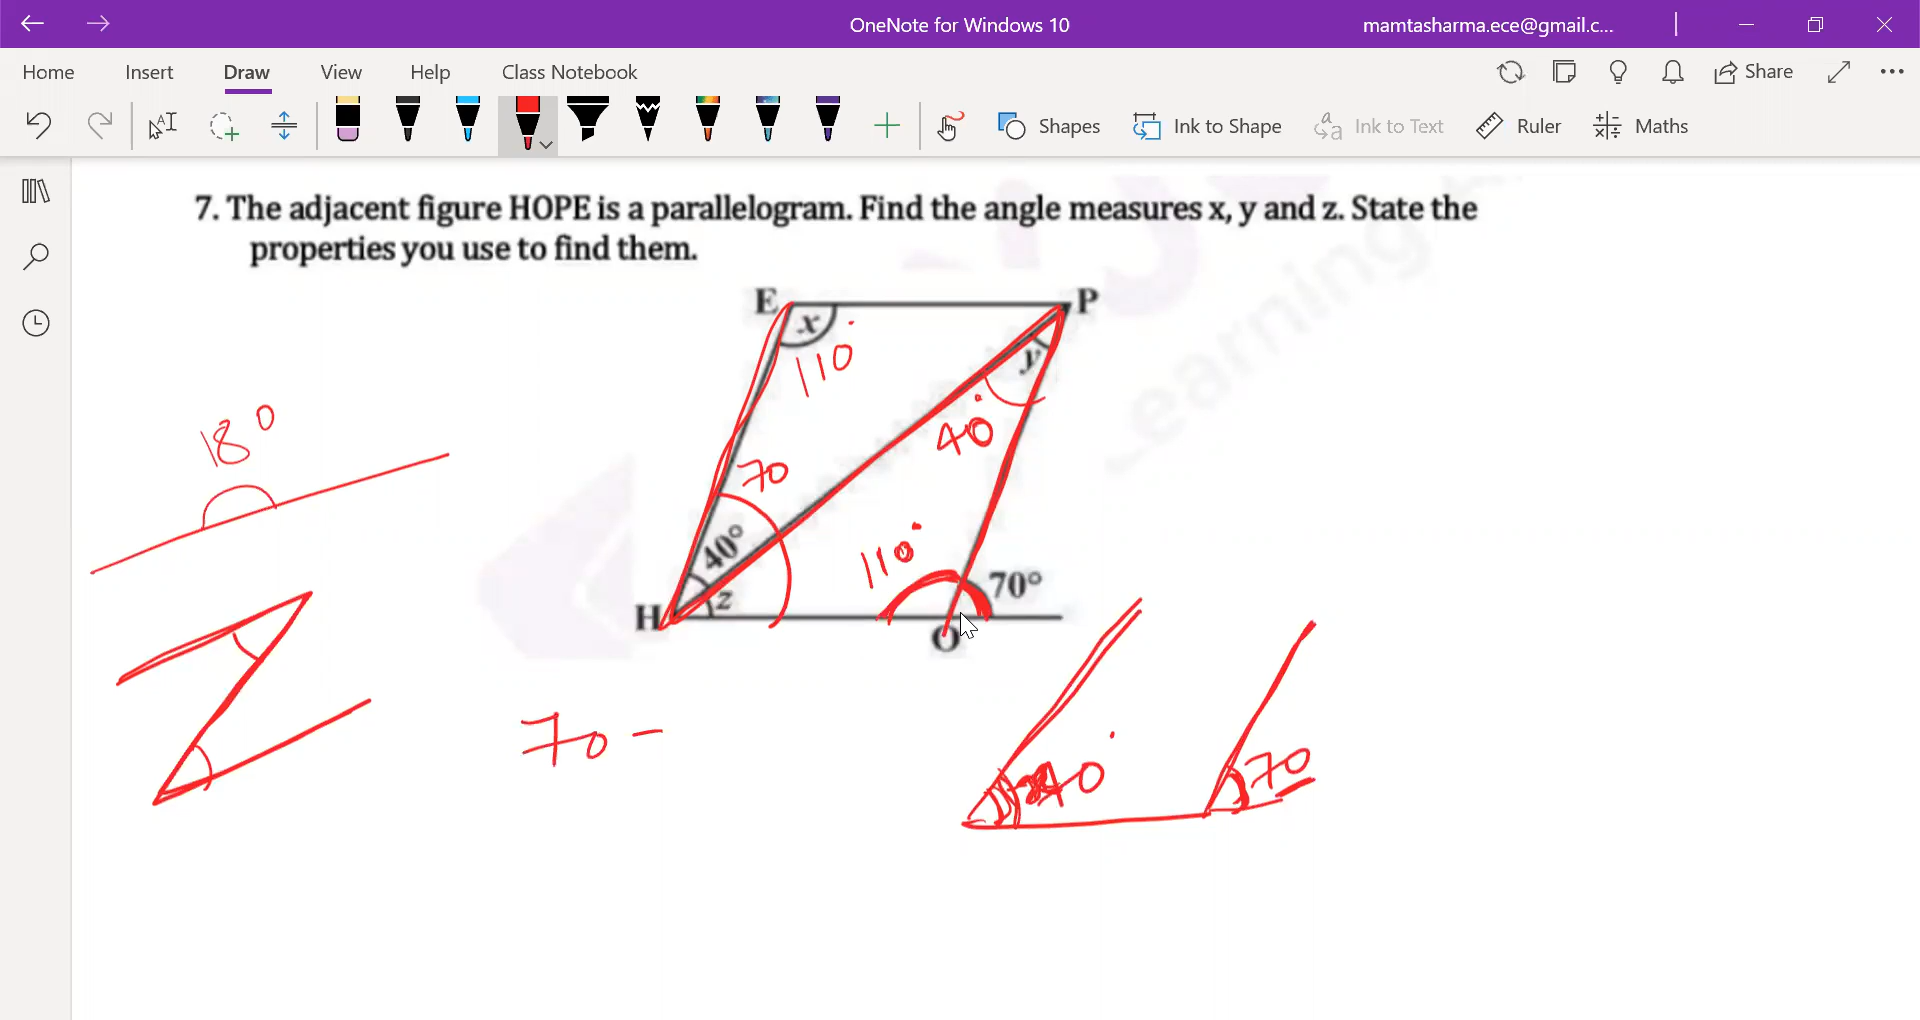 OneNote for Windows 10
mamtasharma.ece@gmail.c...
Home Insert Draw View Help Class Notebook
Share
Shapes Ink to Shape Ink to Text Ruler Maths
7. The adjacent figure HOPE is a parallelogram. Find the angle measures x, y and z. State the
properties you use to find them.
E P
x y
110°
18°
40°
70
40°
110°
70°
H z
O
70 -
40°
70
earning